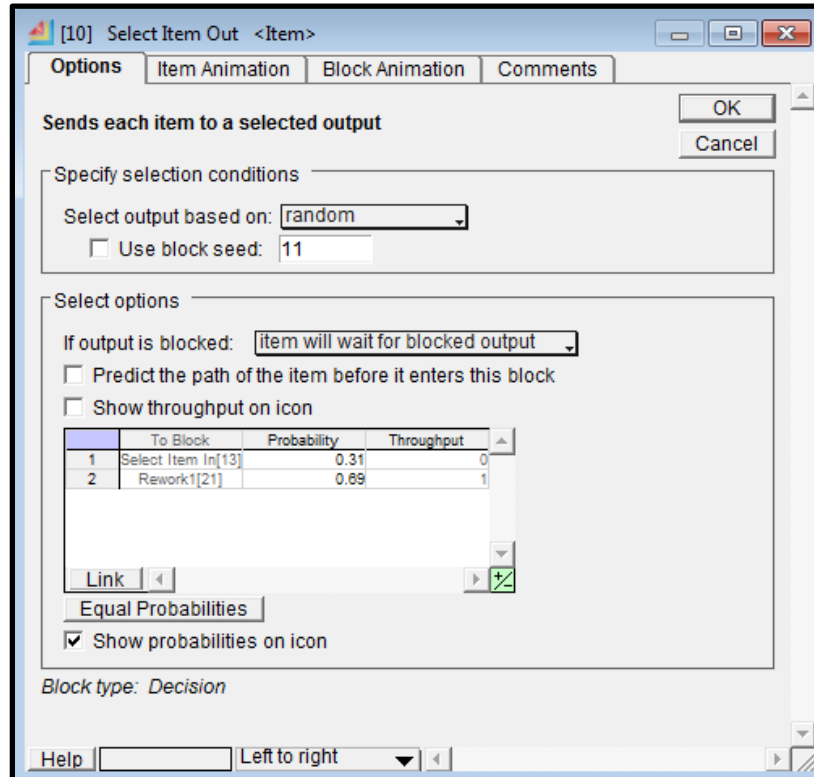 [10] Select Item Out <Item>
Options Item Animation Block Animation Comments
Sends each item to a selected output
OK
Cancel
Specify selection conditions
Select output based on: random
Use block seed: 11
Select options
If output is blocked: item will wait for blocked output
Predict the path of the item before it enters this block
Show throughput on icon
To Block Probability Throughput
1 Select Item In[13] 0.31 0
2 Rework1[21] 0.69 1
Link +/-
Equal Probabilities
Show probabilities on icon
Block type: Decision
Help Left to right